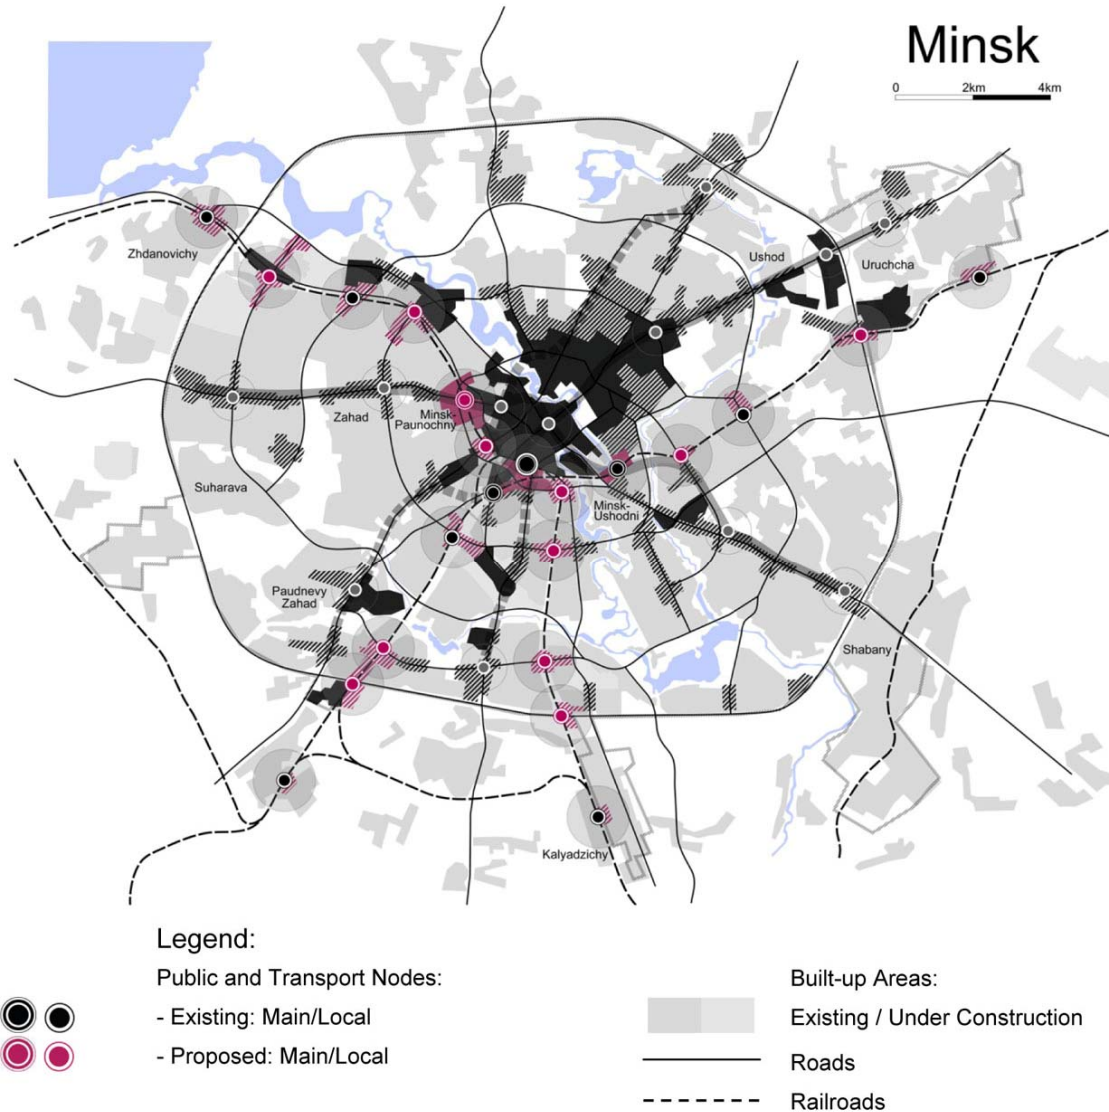 Minsk
0 2km 4km
Zhdanovichy
Ushod
Uruchcha
Zahad
Minsk-
Paunochny
Suharava
Minsk-
Ushodni
Paudnevy
Zahad
Shabany
Kalyadzichy
Legend:
Public and Transport Nodes:
- Existing: Main/Local
- Proposed: Main/Local
Built-up Areas:
Existing / Under Construction
Roads
Railroads